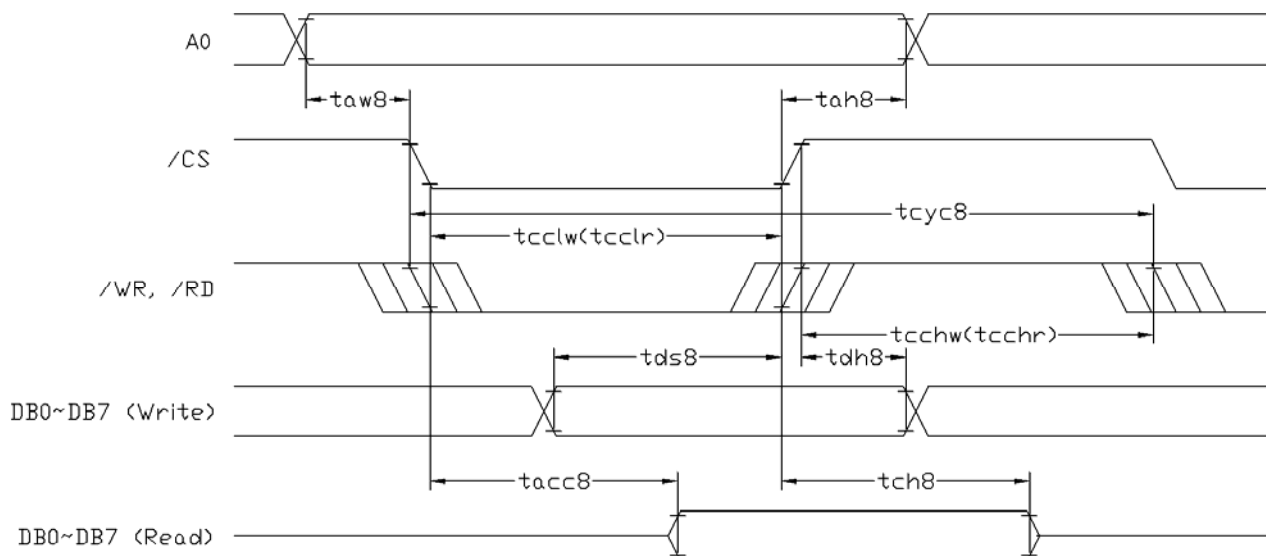 A0
taw8
tah8
/CS
tcyc8
tcclw(tcclr)
/WR, /RD
tcchw(tcchr)
tds8
tdh8
DB0~DB7 (Write)
tacc8
tch8
DB0~DB7 (Read)